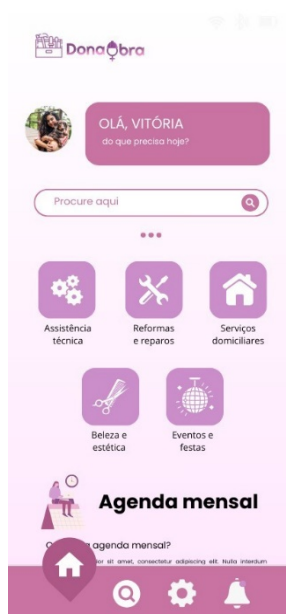 DonaObra
OLÁ, VITÓRIA
do que precisa hoje?
Procure aqui
Assistência
técnica
Reformas
e reparos
Serviços
domiciliares
Beleza e
estética
Eventos e
festas
Agenda mensal
agenda mensal?
sit amet, consectetur adipiscing elit. Nulla interdum